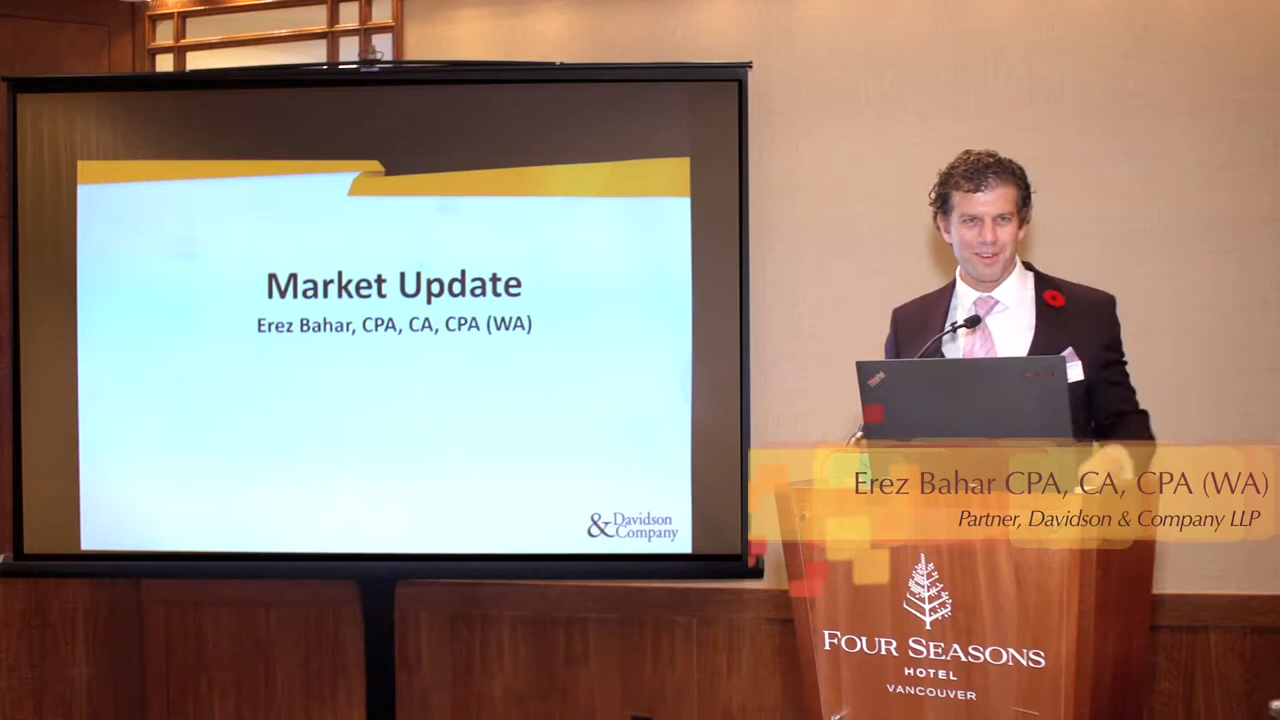 Market Update
Erez Bahar, CPA, CA, CPA (WA)
& Davidson
Company
ThinkPad
Erez Bahar CPA, CA, CPA (WA)
Partner, Davidson & Company LLP
FOUR SEASONS
HOTEL
VANCOUVER